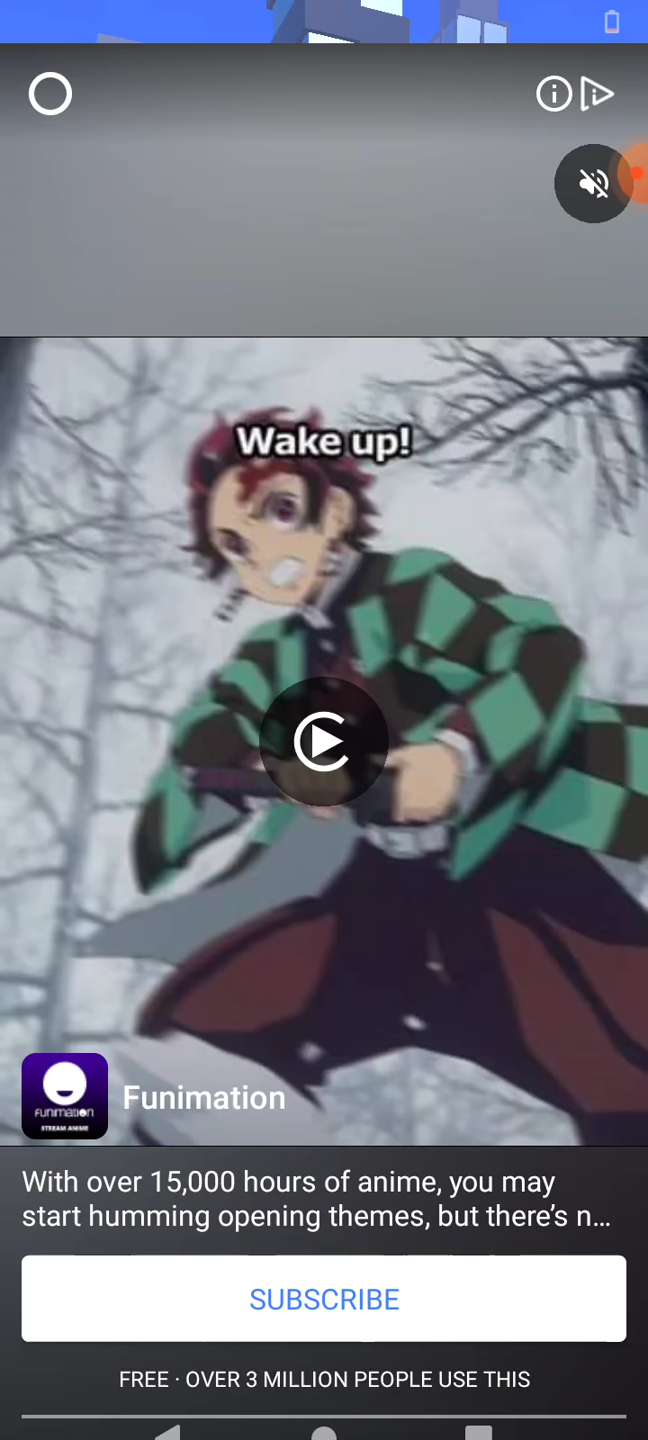 Wake up!
FUNIMATION
STREAM ANIME
Funimation
With over 15,000 hours of anime, you may
start humming opening themes, but there’s n…
SUBSCRIBE
FREE · OVER 3 MILLION PEOPLE USE THIS